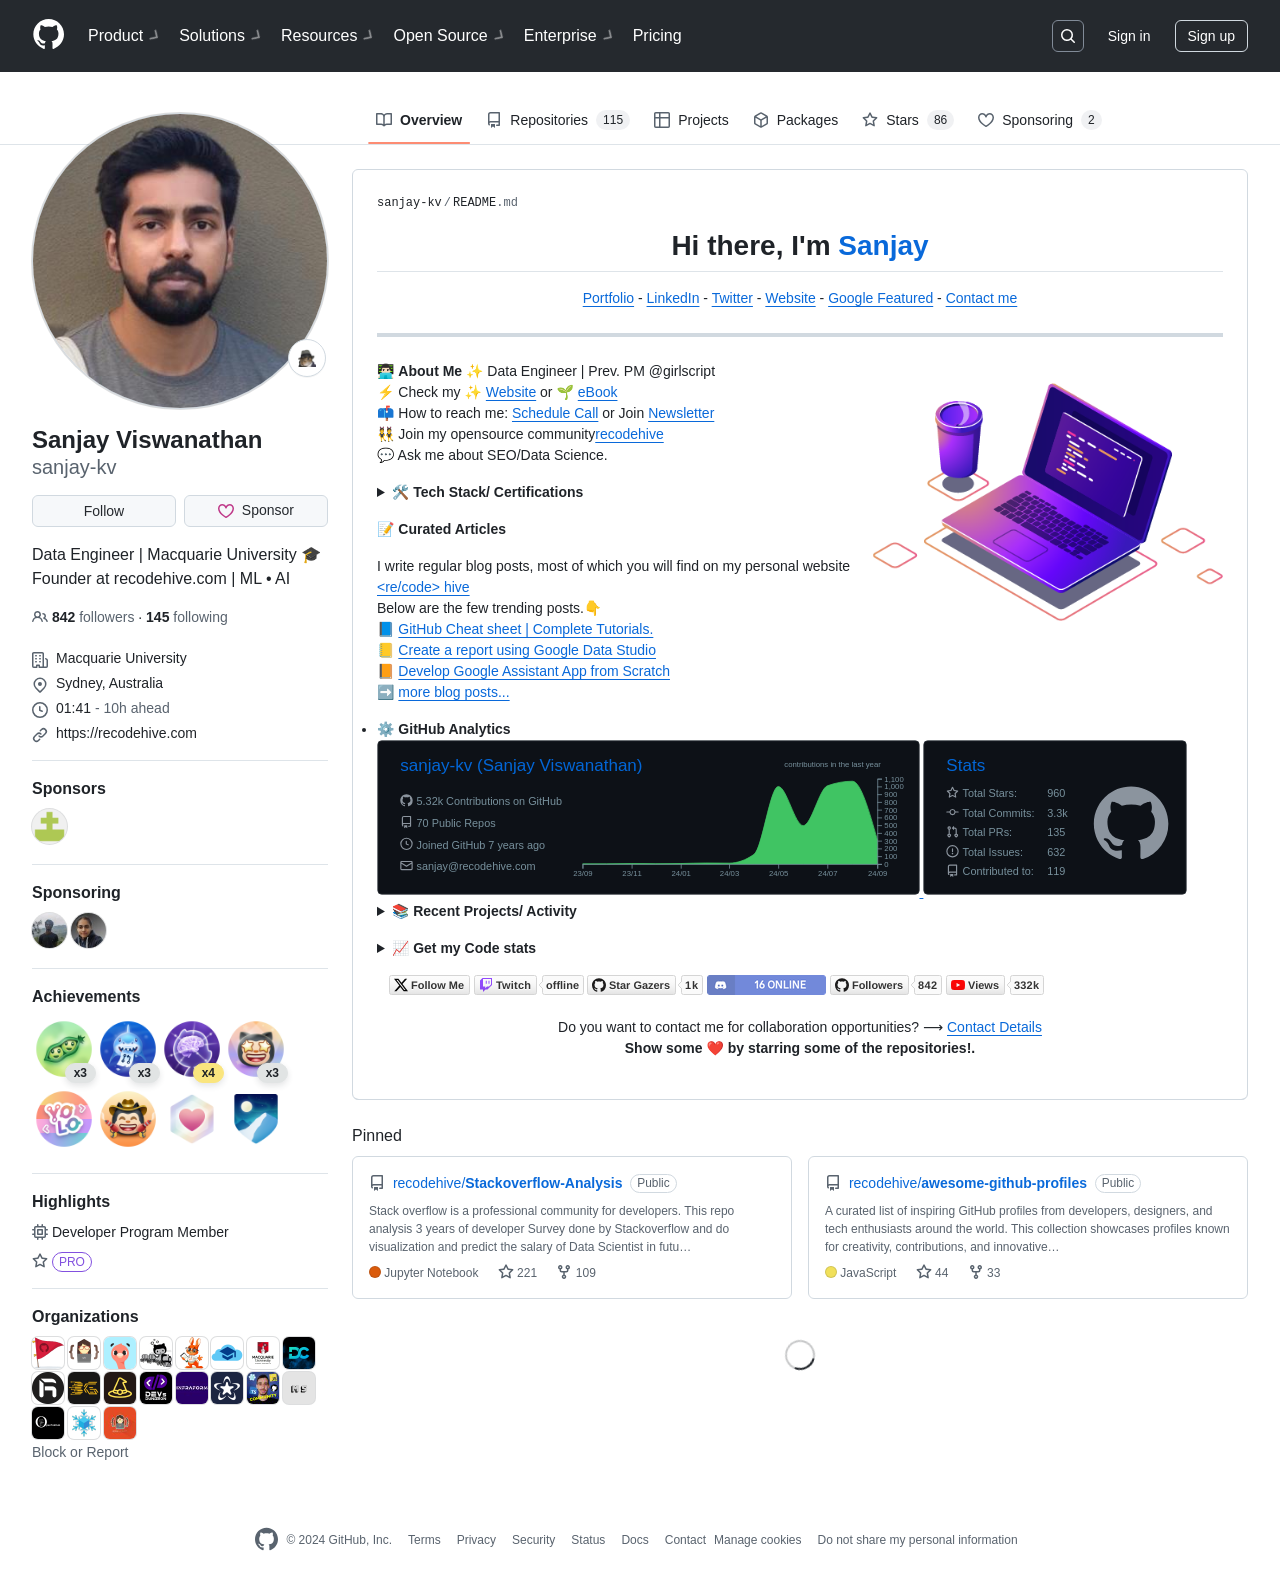 Product Solutions Resources Open Source Enterprise Pricing Sign in Sign up
Overview Repositories 115 Projects Packages Stars 86 Sponsoring 2
Sanjay Viswanathan
sanjay-kv
Follow Sponsor
Data Engineer | Macquarie University 🎓
Founder at recodehive.com | ML • AI
842 followers · 145 following
Macquarie University
Sydney, Australia
01:41 - 10h ahead
https://recodehive.com
Sponsors
Sponsoring
Achievements
x3 x3 x4 x3
YOLO
Highlights
Developer Program Member
PRO
Organizations
Block or Report
sanjay-kv/README.md
Hi there, I'm Sanjay
Portfolio - LinkedIn - Twitter - Website - Google Featured - Contact me
👨🏻‍💻 About Me ✨ Data Engineer | Prev. PM @girlscript
⚡ Check my ✨ Website or 🌱 eBook
📫 How to reach me: Schedule Call or Join Newsletter
👯 Join my opensource communityrecodehive
💬 Ask me about SEO/Data Science.
🛠️ Tech Stack/ Certifications
📝 Curated Articles
I write regular blog posts, most of which you will find on my personal website
<re/code> hive
Below are the few trending posts.👇
📘 GitHub Cheat sheet | Complete Tutorials.
📒 Create a report using Google Data Studio
📙 Develop Google Assistant App from Scratch
➡️ more blog posts...
• ⚙️ GitHub Analytics
sanjay-kv (Sanjay Viswanathan)
contributions in the last year
5.32k Contributions on GitHub
70 Public Repos
Joined GitHub 7 years ago
sanjay@recodehive.com
1,100
1,000
900
800
700
600
500
400
300
200
100
0
23/09 23/11 24/01 24/03 24/05 24/07 24/09
Stats
Total Stars: 960
Total Commits: 3.3k
Total PRs: 135
Total Issues: 632
Contributed to: 119
📚 Recent Projects/ Activity
📈 Get my Code stats
Follow Me Twitch offline Star Gazers 1k 16 ONLINE Followers 842 Views 332k
Do you want to contact me for collaboration opportunities? ⟶ Contact Details
Show some ❤️ by starring some of the repositories!.
Pinned
recodehive/Stackoverflow-Analysis Public
Stack overflow is a professional community for developers. This repo
analysis 3 years of developer Survey done by Stackoverflow and do
visualization and predict the salary of Data Scientist in futu…
Jupyter Notebook 221 109
recodehive/awesome-github-profiles Public
A curated list of inspiring GitHub profiles from developers, designers, and
tech enthusiasts around the world. This collection showcases profiles known
for creativity, contributions, and innovative…
JavaScript 44 33
© 2024 GitHub, Inc. Terms Privacy Security Status Docs Contact Manage cookies Do not share my personal information